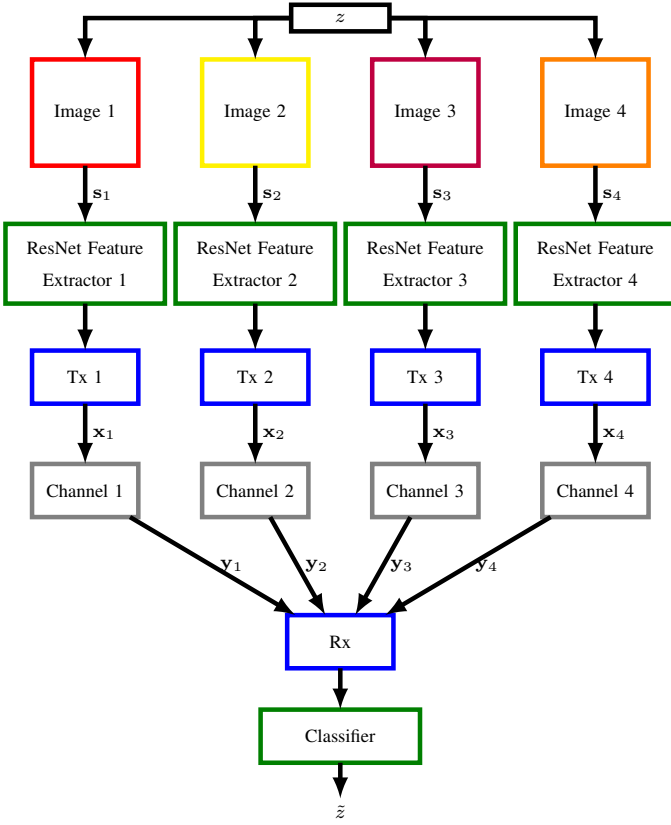 z
Image 1
Image 2
Image 3
Image 4
s₁
s₂
s₃
s₄
ResNet Feature
Extractor 1
ResNet Feature
Extractor 2
ResNet Feature
Extractor 3
ResNet Feature
Extractor 4
Tx 1
Tx 2
Tx 3
Tx 4
x₁
x₂
x₃
x₄
Channel 1
Channel 2
Channel 3
Channel 4
y₁
y₂
y₃
y₄
Rx
Classifier
z̃